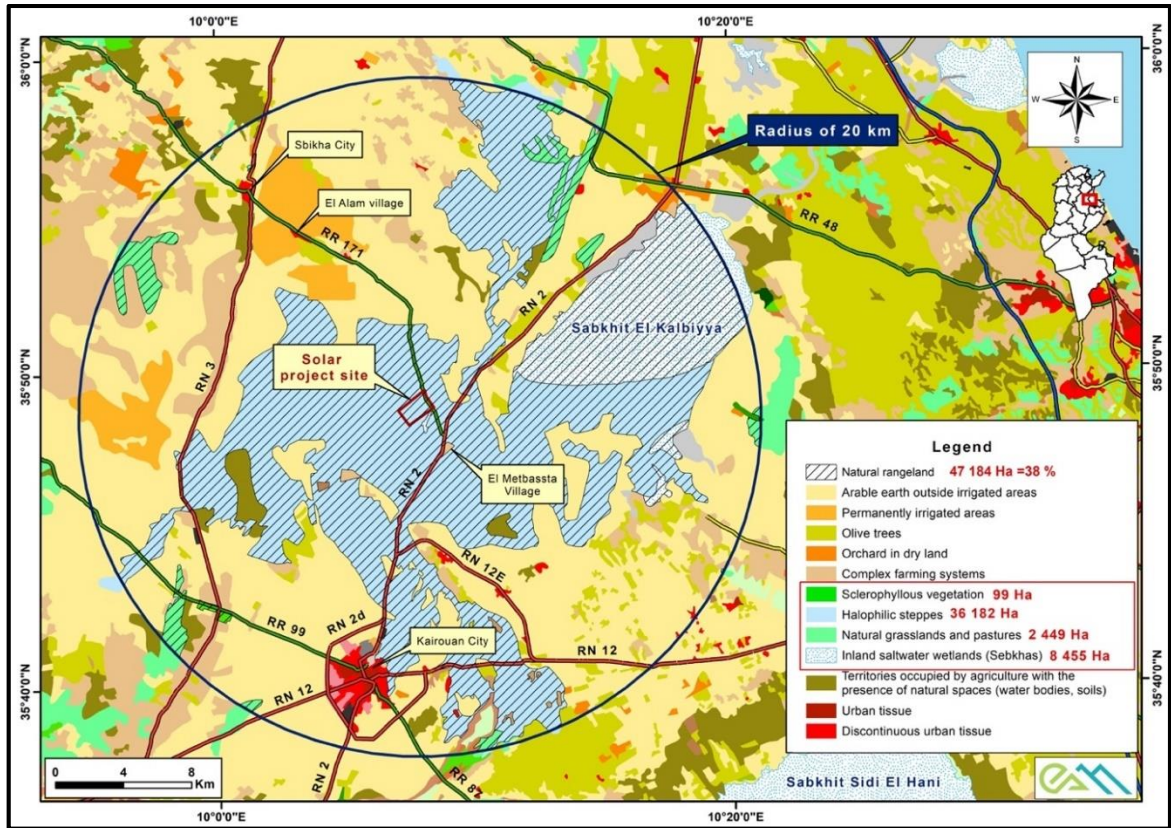 10°0'0"E
10°20'0"E
36°0'0"N
36°0'0"N
N
W
E
S
Radius of 20 km
Sbikha City
El Alam village
RR 171
RR 48
RN 2
Sabkhit El Kalbiyya
RN 3
35°50'0"N
35°50'0"N
Solar
project site
El Metbassta
Village
RN 2
RN 12E
RR 99
RN 2d
Kairouan City
RN 12
RN 12
35°40'0"N
35°40'0"N
RN 2
Legend
Natural rangeland 47 184 Ha =38 %
Arable earth outside irrigated areas
Permanently irrigated areas
Olive trees
Orchard in dry land
Complex farming systems
Sclerophyllous vegetation 99 Ha
Halophilic steppes 36 182 Ha
Natural grasslands and pastures 2 449 Ha
Inland saltwater wetlands (Sebkhas) 8 455 Ha
Territories occupied by agriculture with the
presence of natural spaces (water bodies, soils)
Urban tissue
Discontinuous urban tissue
0 4 8
Km
Sabkhit Sidi El Hani
10°0'0"E
10°20'0"E